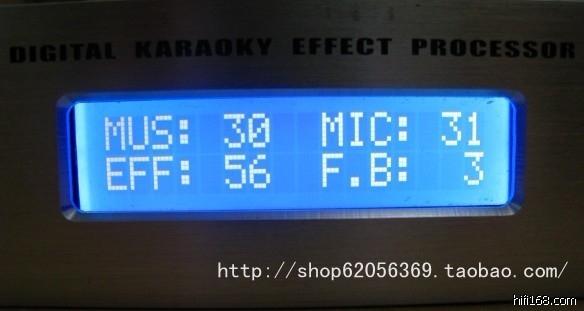 DIGITAL KARAOKY EFFECT PROCESSOR
MUS: 30 MIC: 31
EFF: 56 F.B: 3
http://shop62056369.taobao.com/
hifi168.com